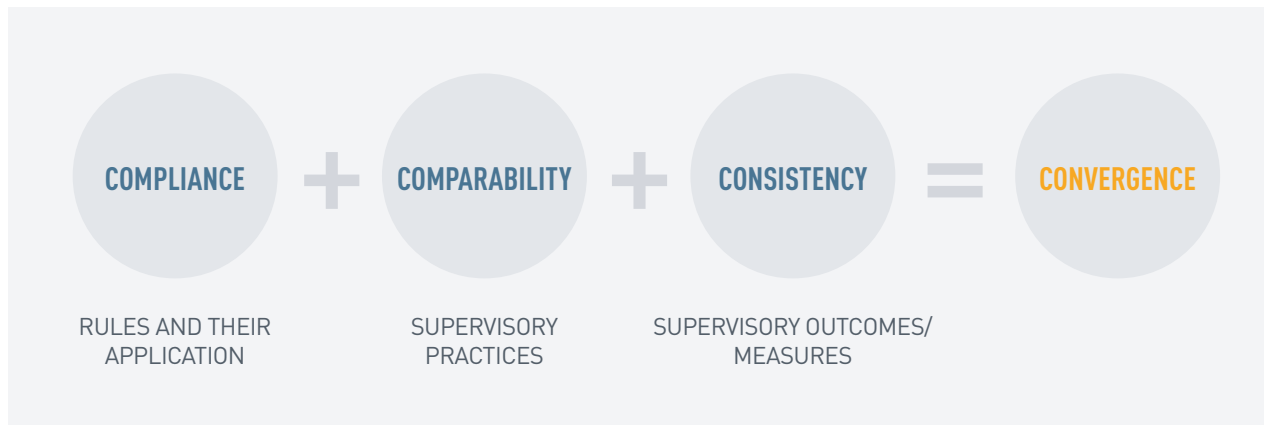 COMPLIANCE + COMPARABILITY + CONSISTENCY = CONVERGENCE
RULES AND THEIR
APPLICATION
SUPERVISORY
PRACTICES
SUPERVISORY OUTCOMES/
MEASURES